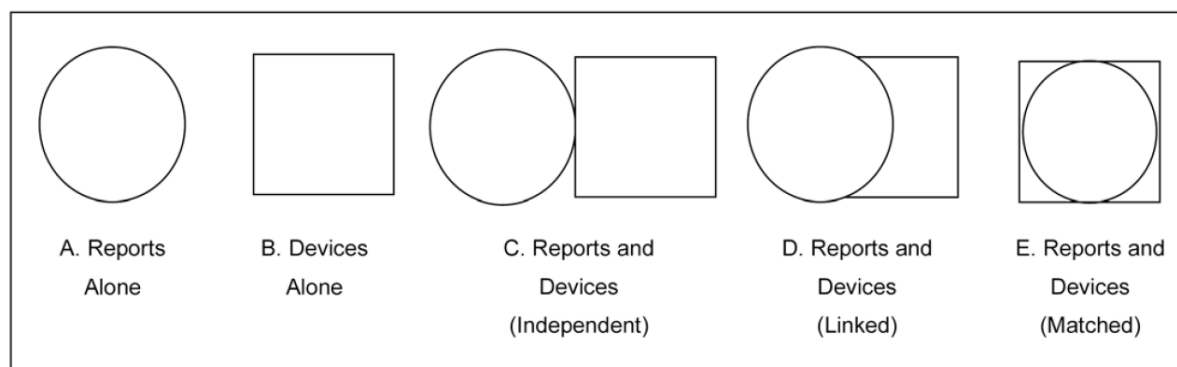 A. Reports
Alone
B. Devices
Alone
C. Reports and
Devices
(Independent)
D. Reports and
Devices
(Linked)
E. Reports and
Devices
(Matched)